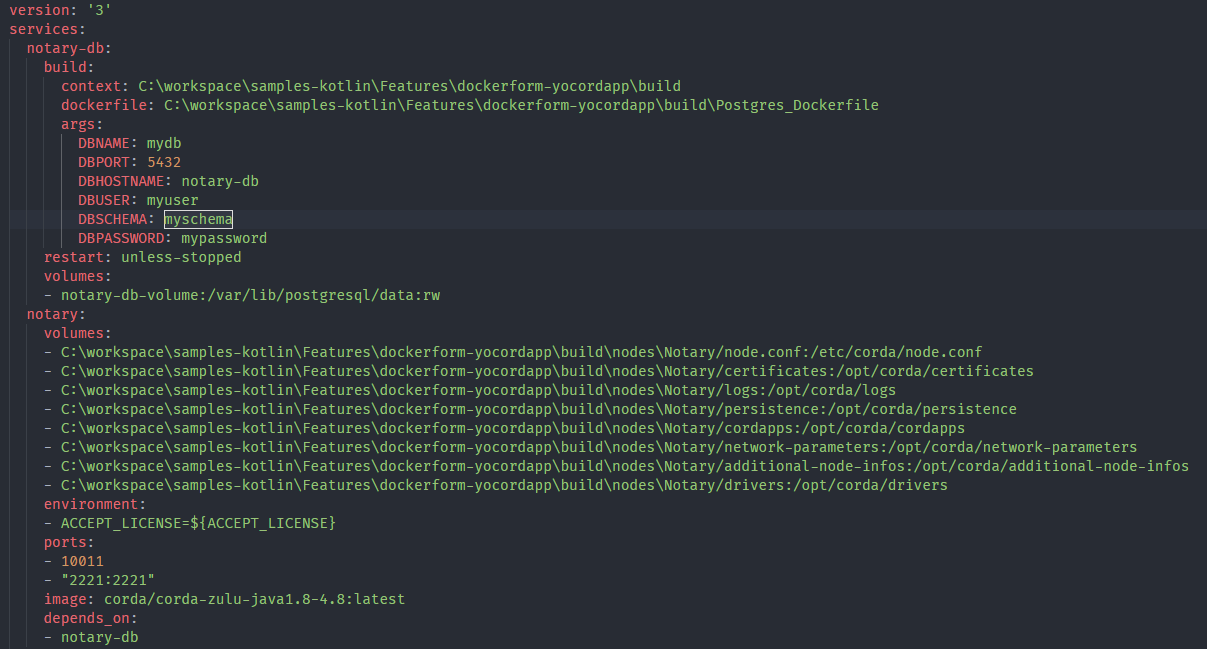 version: '3'
services:
  notary-db:
    build:
      context: C:\workspace\samples-kotlin\Features\dockerform-yocordapp\build
      dockerfile: C:\workspace\samples-kotlin\Features\dockerform-yocordapp\build\Postgres_Dockerfile
      args:
        DBNAME: mydb
        DBPORT: 5432
        DBHOSTNAME: notary-db
        DBUSER: myuser
        DBSCHEMA: myschema
        DBPASSWORD: mypassword
    restart: unless-stopped
    volumes:
    - notary-db-volume:/var/lib/postgresql/data:rw
  notary:
    volumes:
    - C:\workspace\samples-kotlin\Features\dockerform-yocordapp\build\nodes\Notary/node.conf:/etc/corda/node.conf
    - C:\workspace\samples-kotlin\Features\dockerform-yocordapp\build\nodes\Notary/certificates:/opt/corda/certificates
    - C:\workspace\samples-kotlin\Features\dockerform-yocordapp\build\nodes\Notary/logs:/opt/corda/logs
    - C:\workspace\samples-kotlin\Features\dockerform-yocordapp\build\nodes\Notary/persistence:/opt/corda/persistence
    - C:\workspace\samples-kotlin\Features\dockerform-yocordapp\build\nodes\Notary/cordapps:/opt/corda/cordapps
    - C:\workspace\samples-kotlin\Features\dockerform-yocordapp\build\nodes\Notary/network-parameters:/opt/corda/network-parameters
    - C:\workspace\samples-kotlin\Features\dockerform-yocordapp\build\nodes\Notary/additional-node-infos:/opt/corda/additional-node-infos
    - C:\workspace\samples-kotlin\Features\dockerform-yocordapp\build\nodes\Notary/drivers:/opt/corda/drivers
    environment:
    - ACCEPT_LICENSE=${ACCEPT_LICENSE}
    ports:
    - 10011
    - "2221:2221"
    image: corda/corda-zulu-java1.8-4.8:latest
    depends_on:
    - notary-db